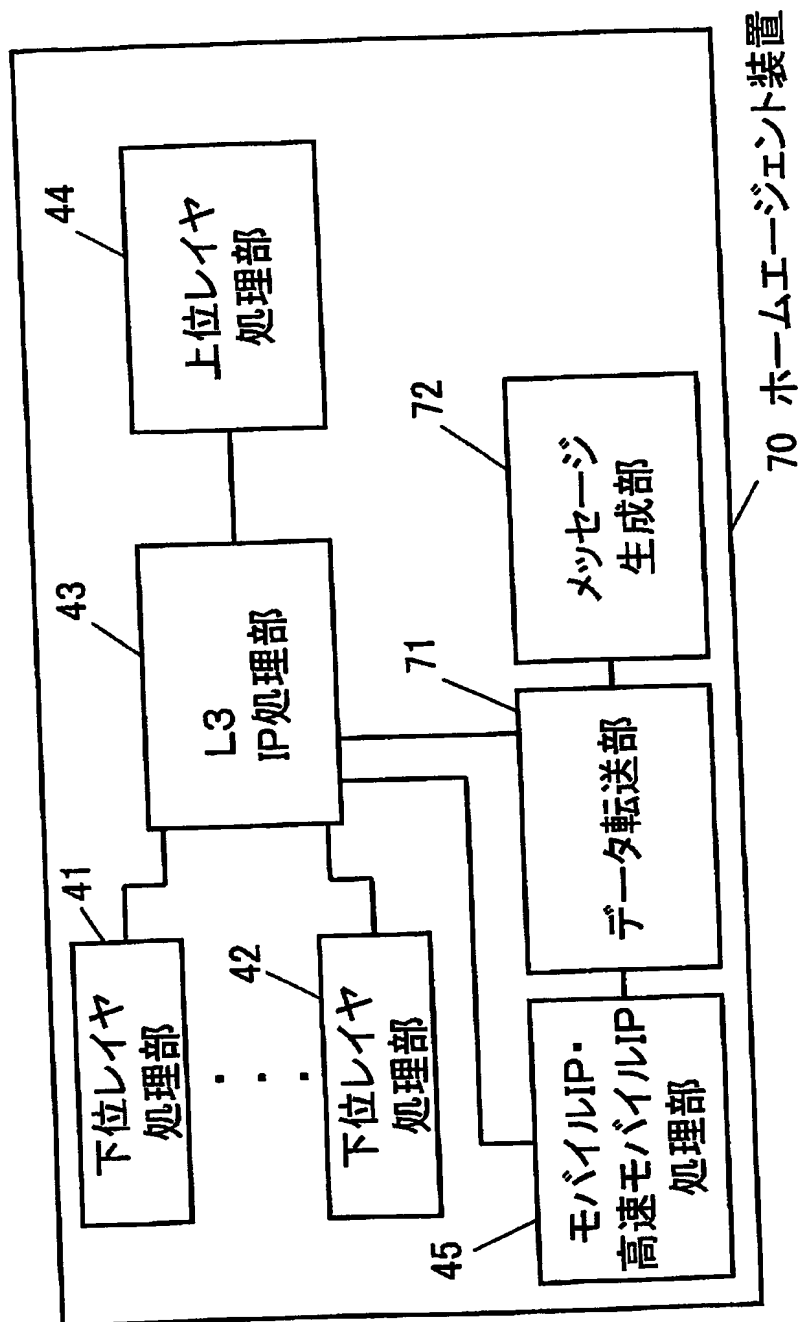 44
上位レイヤ
処理部
43
L3
IP処理部
41
下位レイヤ
処理部
42
下位レイヤ
処理部
72
メッセージ
生成部
71
データ転送部
45
モバイルIP・
高速モバイルIP
処理部
70 ホームエージェント装置